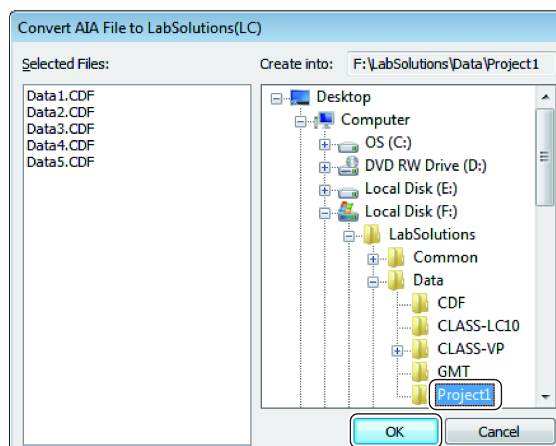 Convert AIA File to LabSolutions(LC)
Selected Files:
Create into: F:\LabSolutions\Data\Project1
Data1.CDF
Data2.CDF
Data3.CDF
Data4.CDF
Data5.CDF
Desktop
Computer
OS (C:)
DVD RW Drive (D:)
Local Disk (E:)
Local Disk (F:)
LabSolutions
Common
Data
CDF
CLASS-LC10
CLASS-VP
GMT
Project1
OK Cancel